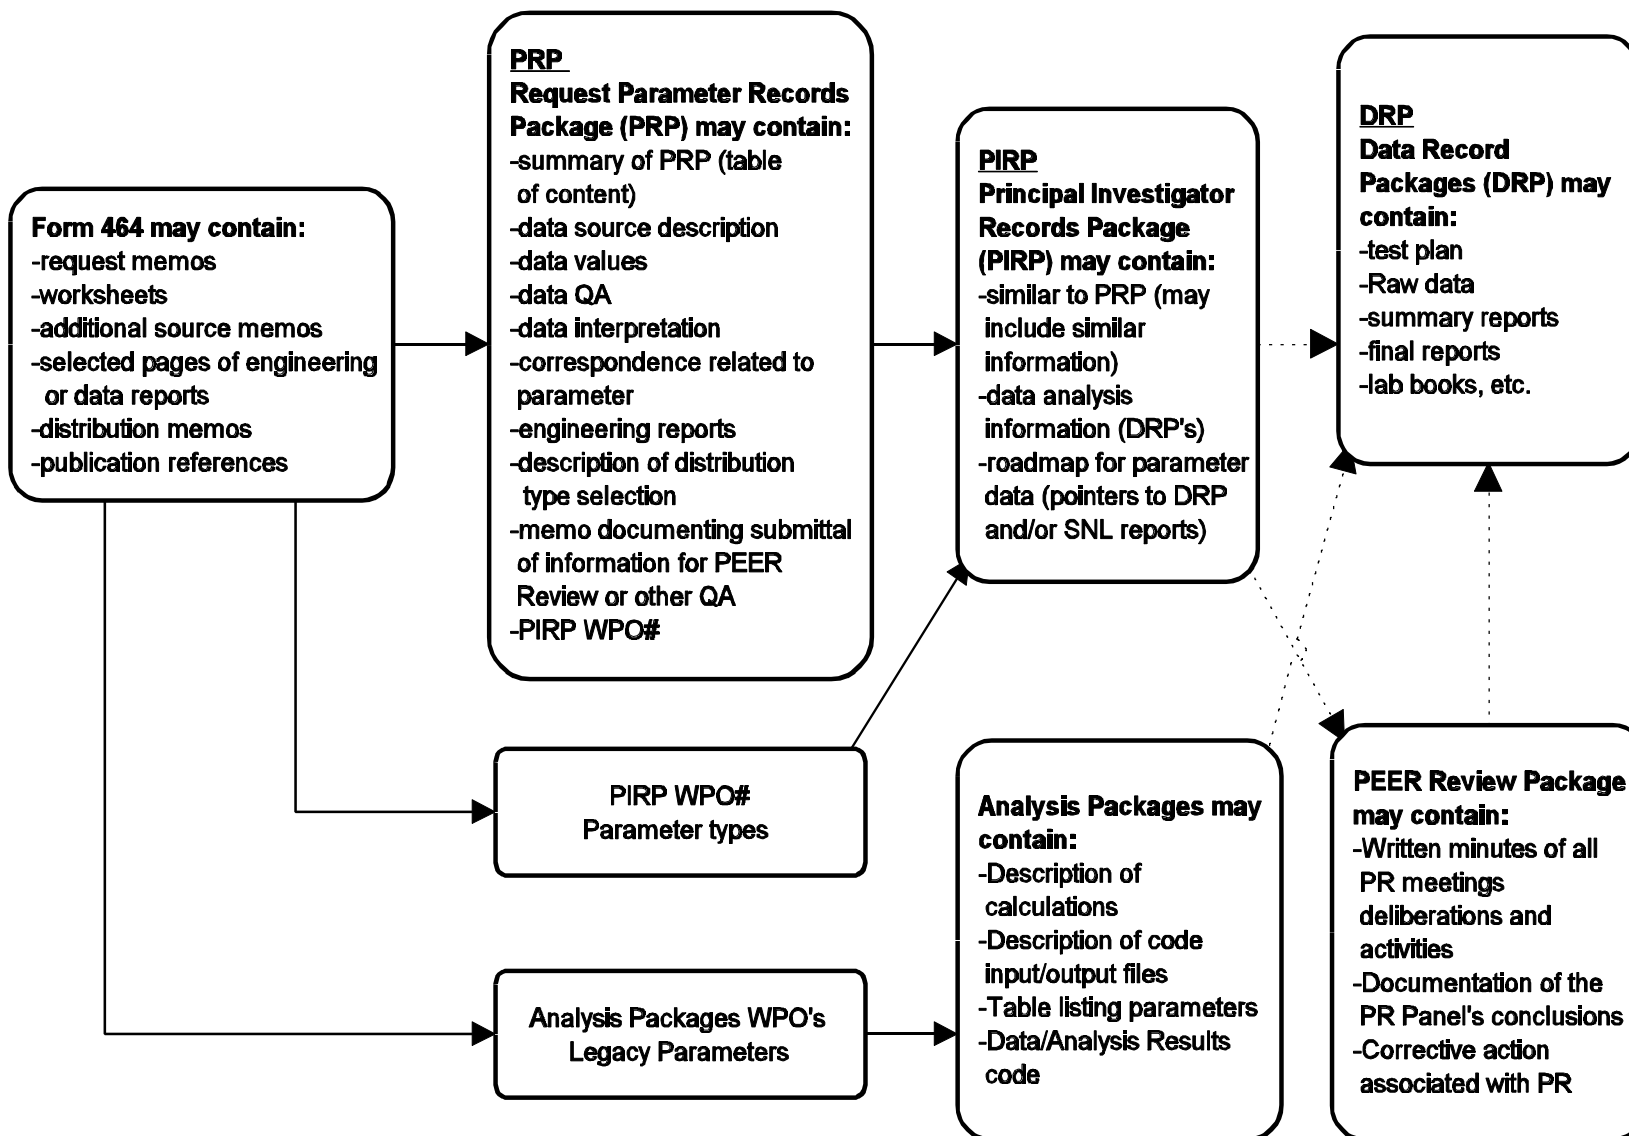 Form 464 may contain:
-request memos
-worksheets
-additional source memos
-selected pages of engineering
or data reports
-distribution memos
-publication references
PRP
Request Parameter Records
Package (PRP) may contain:
-summary of PRP (table
of content)
-data source description
-data values
-data QA
-data interpretation
-correspondence related to
parameter
-engineering reports
-description of distribution
type selection
-memo documenting submittal
of information for PEER
Review or other QA
-PIRP WPO#
PIRP WPO#
Parameter types
Analysis Packages WPO's
Legacy Parameters
PIRP
Principal Investigator
Records Package
(PIRP) may contain:
-similar to PRP (may
include similar
information)
-data analysis
information (DRP's)
-roadmap for parameter
data (pointers to DRP
and/or SNL reports)
Analysis Packages may
contain:
-Description of
calculations
-Description of code
input/output files
-Table listing parameters
-Data/Analysis Results
code
DRP
Data Record
Packages (DRP) may
contain:
-test plan
-Raw data
-summary reports
-final reports
-lab books, etc.
PEER Review Package
may contain:
-Written minutes of all
PR meetings
deliberations and
activities
-Documentation of the
PR Panel's conclusions
-Corrective action
associated with PR